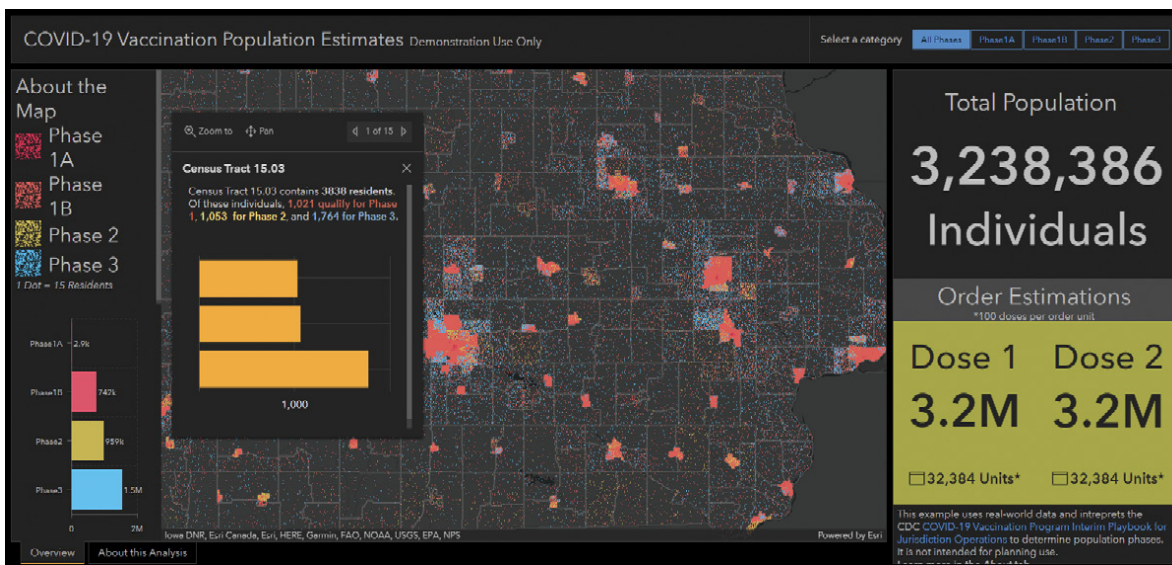 COVID-19 Vaccination Population Estimates Demonstration Use Only
Select a category
All Phases
Phase1A
Phase1B
Phase2
Phase3
About the
Map
Phase
1A
Phase
1B
Phase 2
Phase 3
1 Dot = 15 Residents
Phase1A
2.9k
Phase1B
742k
Phase2
959k
Phase3
1.5M
0
2M
Overview
About this Analysis
Zoom to
Pan
1 of 15
Census Tract 15.03
Census Tract 15.03 contains 3838 residents.
Of these individuals, 1,021 qualify for Phase
1, 1,053 for Phase 2, and 1,764 for Phase 3.
1,000
Iowa DNR, Esri Canada, Esri, HERE, Garmin, FAO, NOAA, USGS, EPA, NPS
Powered by Esri
Total Population
3,238,386
Individuals
Order Estimations
*100 doses per order unit
Dose 1
3.2M
32,384 Units*
Dose 2
3.2M
32,384 Units*
This example uses real-world data and intreprets the
CDC COVID-19 Vaccination Program Interim Playbook for
Jurisdiction Operations to determine population phases.
It is not intended for planning use.
Learn more in the About tab